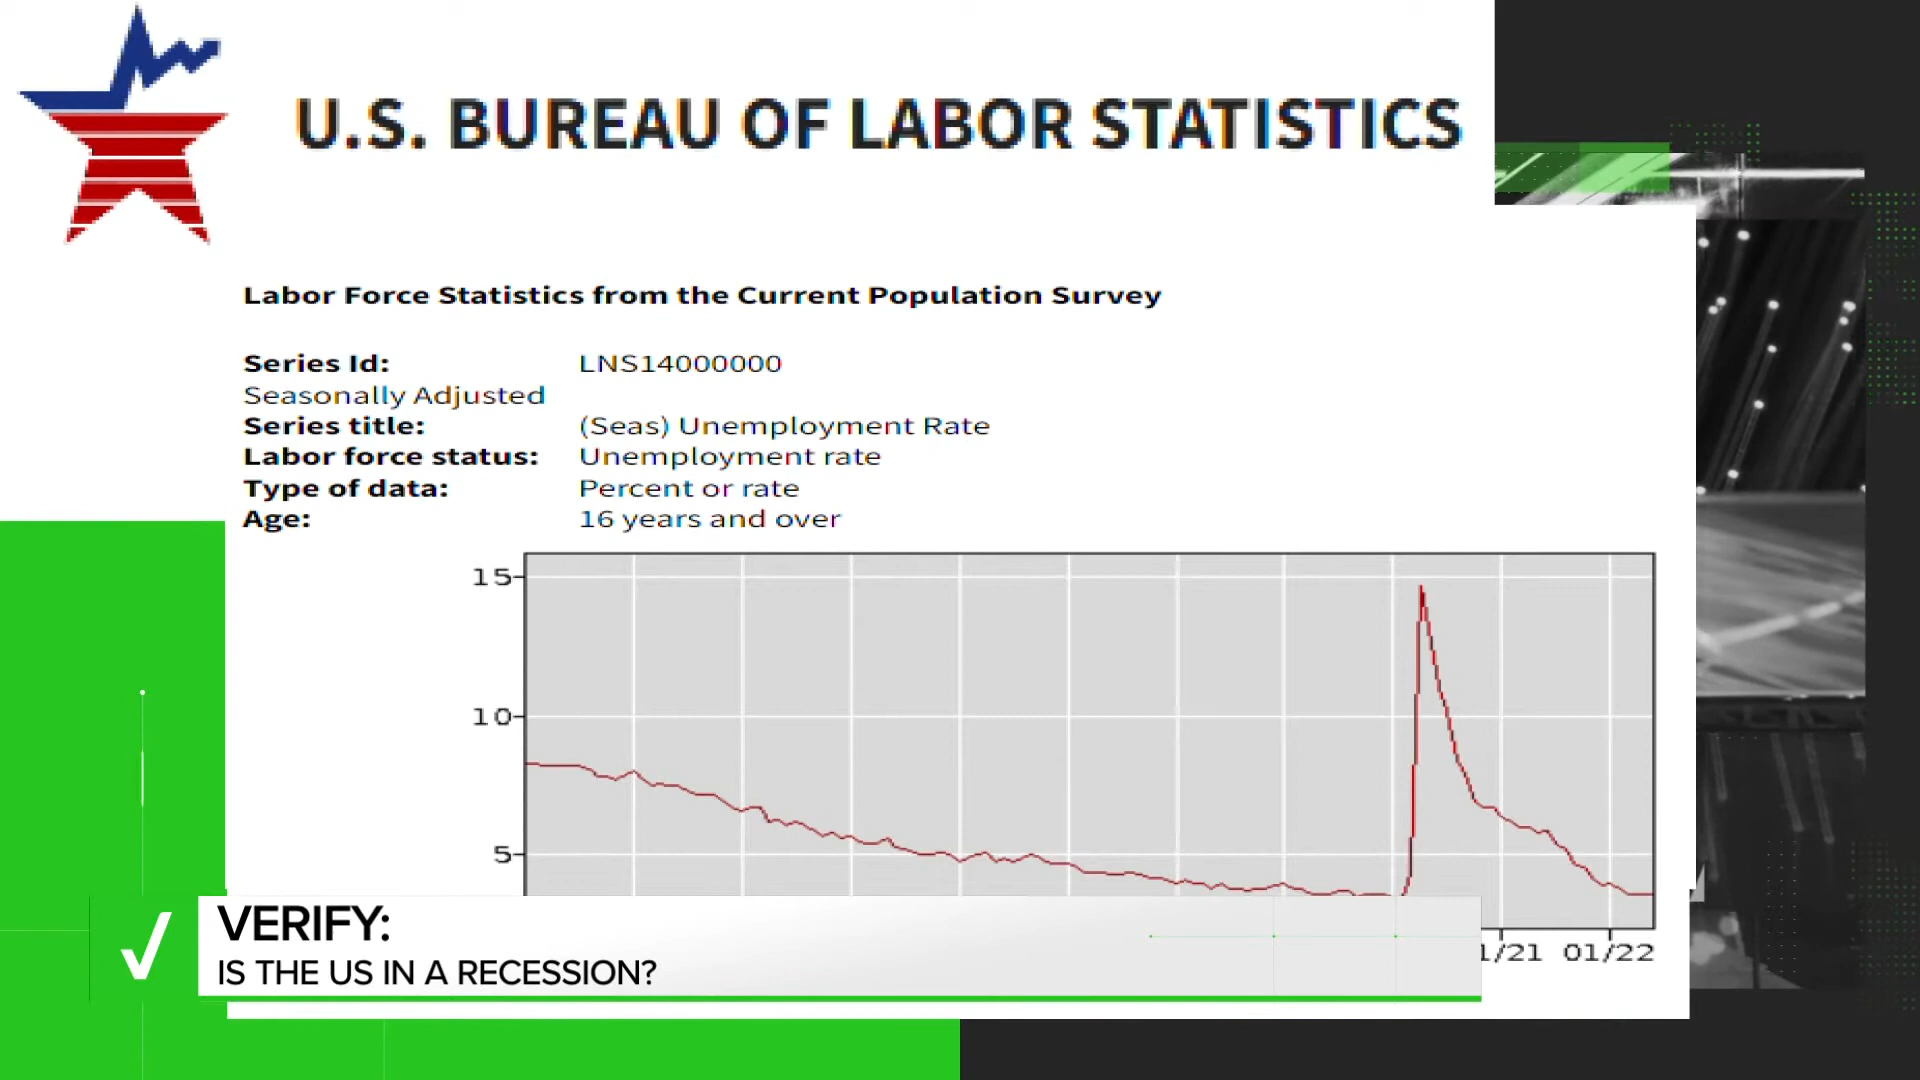 U.S. BUREAU OF LABOR STATISTICS
Labor Force Statistics from the Current Population Survey
Series Id: LNS14000000
Seasonally Adjusted
Series title: (Seas) Unemployment Rate
Labor force status: Unemployment rate
Type of data: Percent or rate
Age: 16 years and over
15
10
5
1/21 01/22
VERIFY:
IS THE US IN A RECESSION?